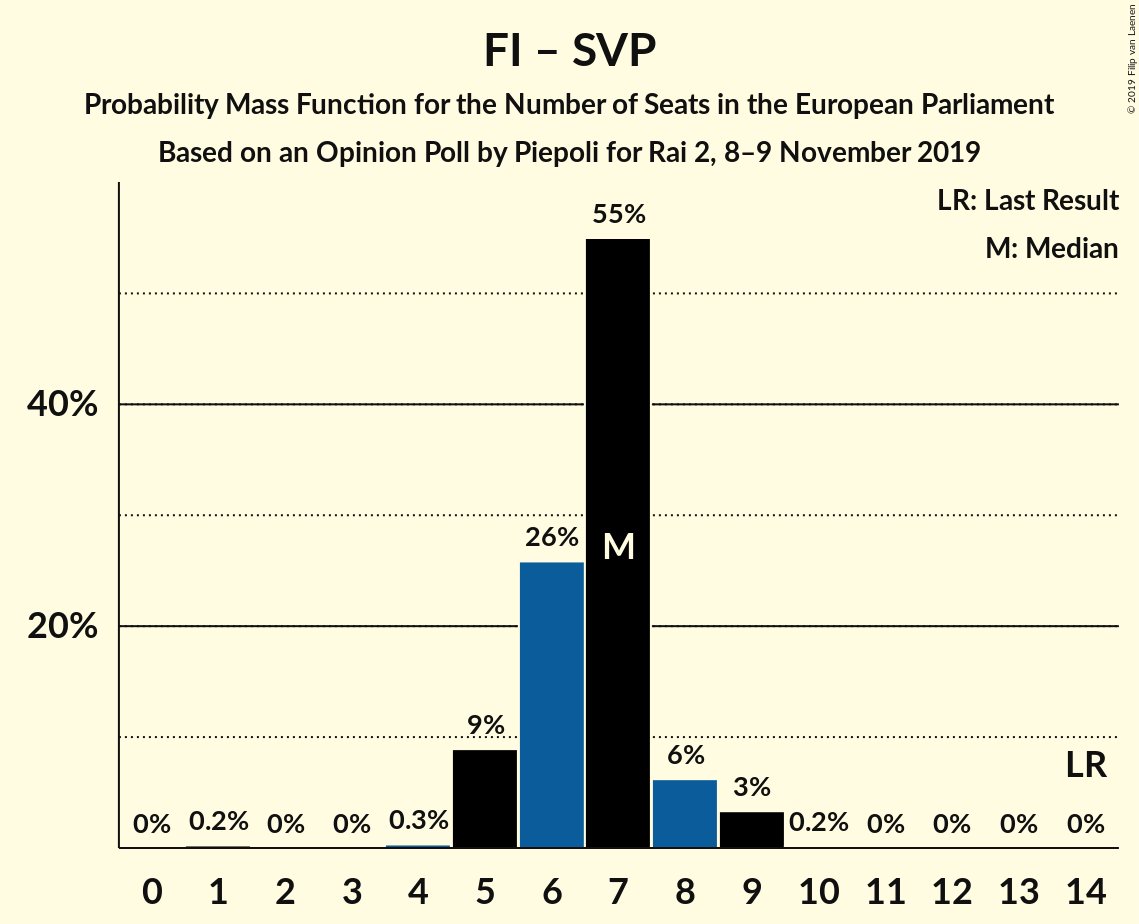 FI – SVP
Probability Mass Function for the Number of Seats in the European Parliament
Based on an Opinion Poll by Piepoli for Rai 2, 8–9 November 2019
© 2019 Filip van Laenen
LR: Last Result
M: Median
55%
40%
26%
M
20%
9%
6%
LR
3%
0% 0.2% 0% 0% 0.3% 0.2% 0% 0% 0% 0%
0 1 2 3 4 5 6 7 8 9 10 11 12 13 14